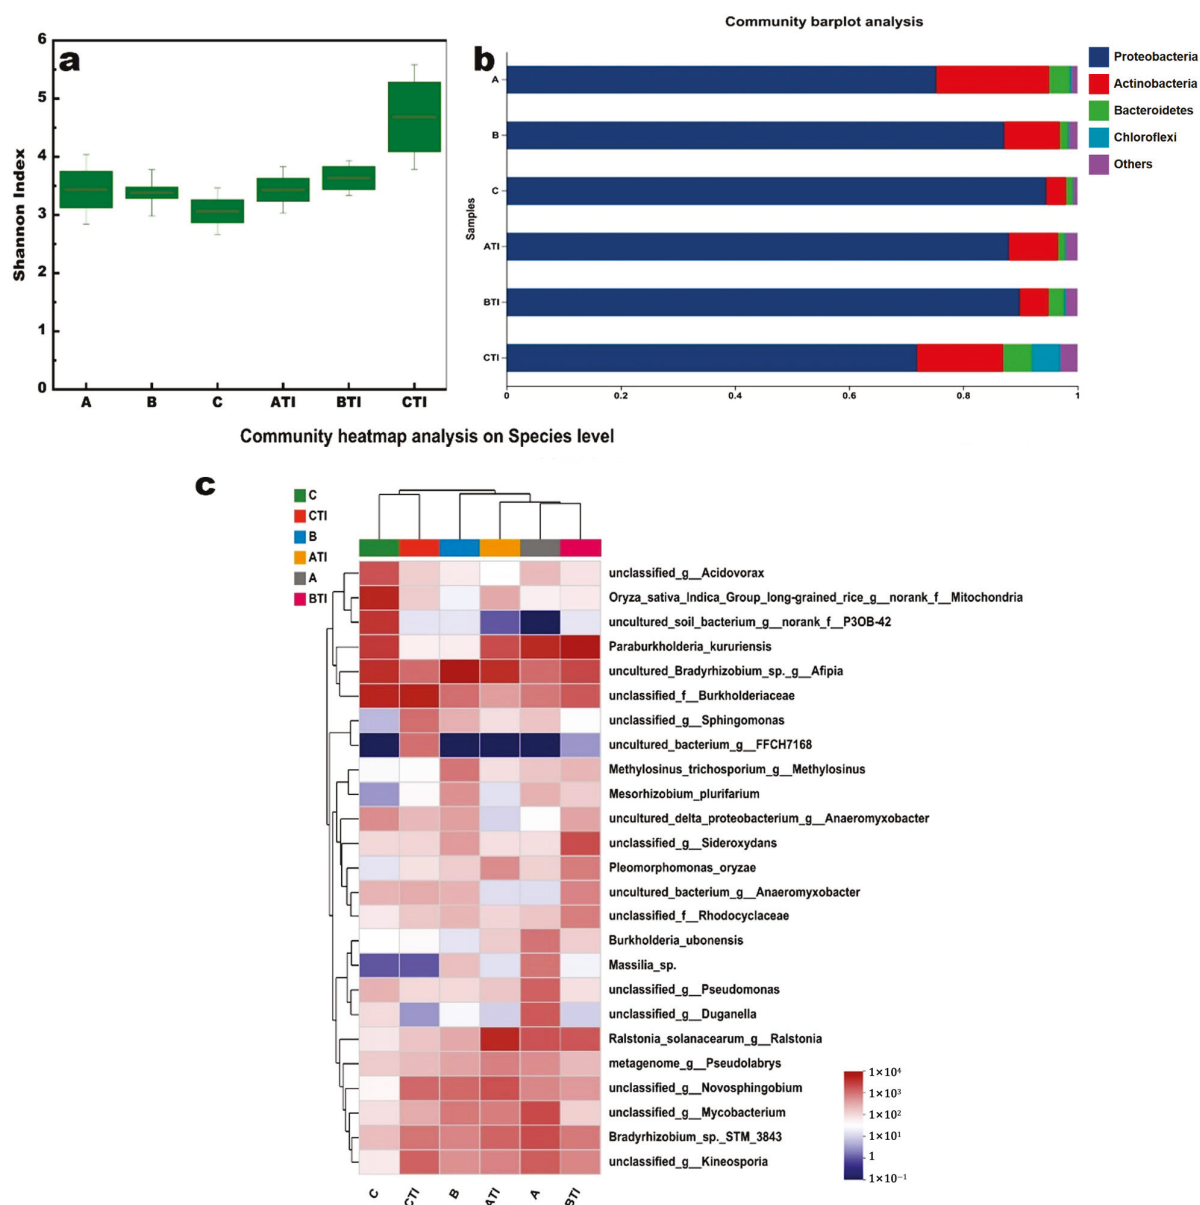 a
6
5
4
3
2
1
0
Shannon Index
A B C ATI BTI CTI
Community barplot analysis
b
Samples
A
B
C
ATI
BTI
CTI
0 0.2 0.4 0.6 0.8 1
Proteobacteria
Actinobacteria
Bacteroidetes
Chloroflexi
Others
Community heatmap analysis on Species level
c
C
CTI
B
ATI
A
BTI
unclassified_g__Acidovorax
Oryza_sativa_Indica_Group_long-grained_rice_g__norank_f__Mitochondria
uncultured_soil_bacterium_g__norank_f__P3OB-42
Paraburkholderia_kururiensis
uncultured_Bradyrhizobium_sp._g__Afipia
unclassified_f__Burkholderiaceae
unclassified_g__Sphingomonas
uncultured_bacterium_g__FFCH7168
Methylosinus_trichosporium_g__Methylosinus
Mesorhizobium_plurifarium
uncultured_delta_proteobacterium_g__Anaeromyxobacter
unclassified_g__Sideroxydans
Pleomorphomonas_oryzae
uncultured_bacterium_g__Anaeromyxobacter
unclassified_f__Rhodocyclaceae
Burkholderia_ubonensis
Massilia_sp.
unclassified_g__Pseudomonas
unclassified_g__Duganella
Ralstonia_solanacearum_g__Ralstonia
metagenome_g__Pseudolabrys
unclassified_g__Novosphingobium
unclassified_g__Mycobacterium
Bradyrhizobium_sp._STM_3843
unclassified_g__Kineosporia
C CTI B ATI A BTI
1×10⁴
1×10³
1×10²
1×10¹
1
1×10⁻¹